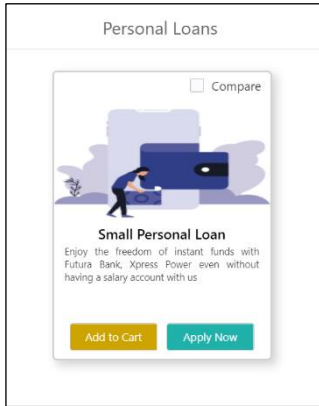 Personal Loans
Compare
Small Personal Loan
Enjoy the freedom of instant funds with
Futura Bank, Xpress Power even without
having a salary account with us
Add to Cart
Apply Now